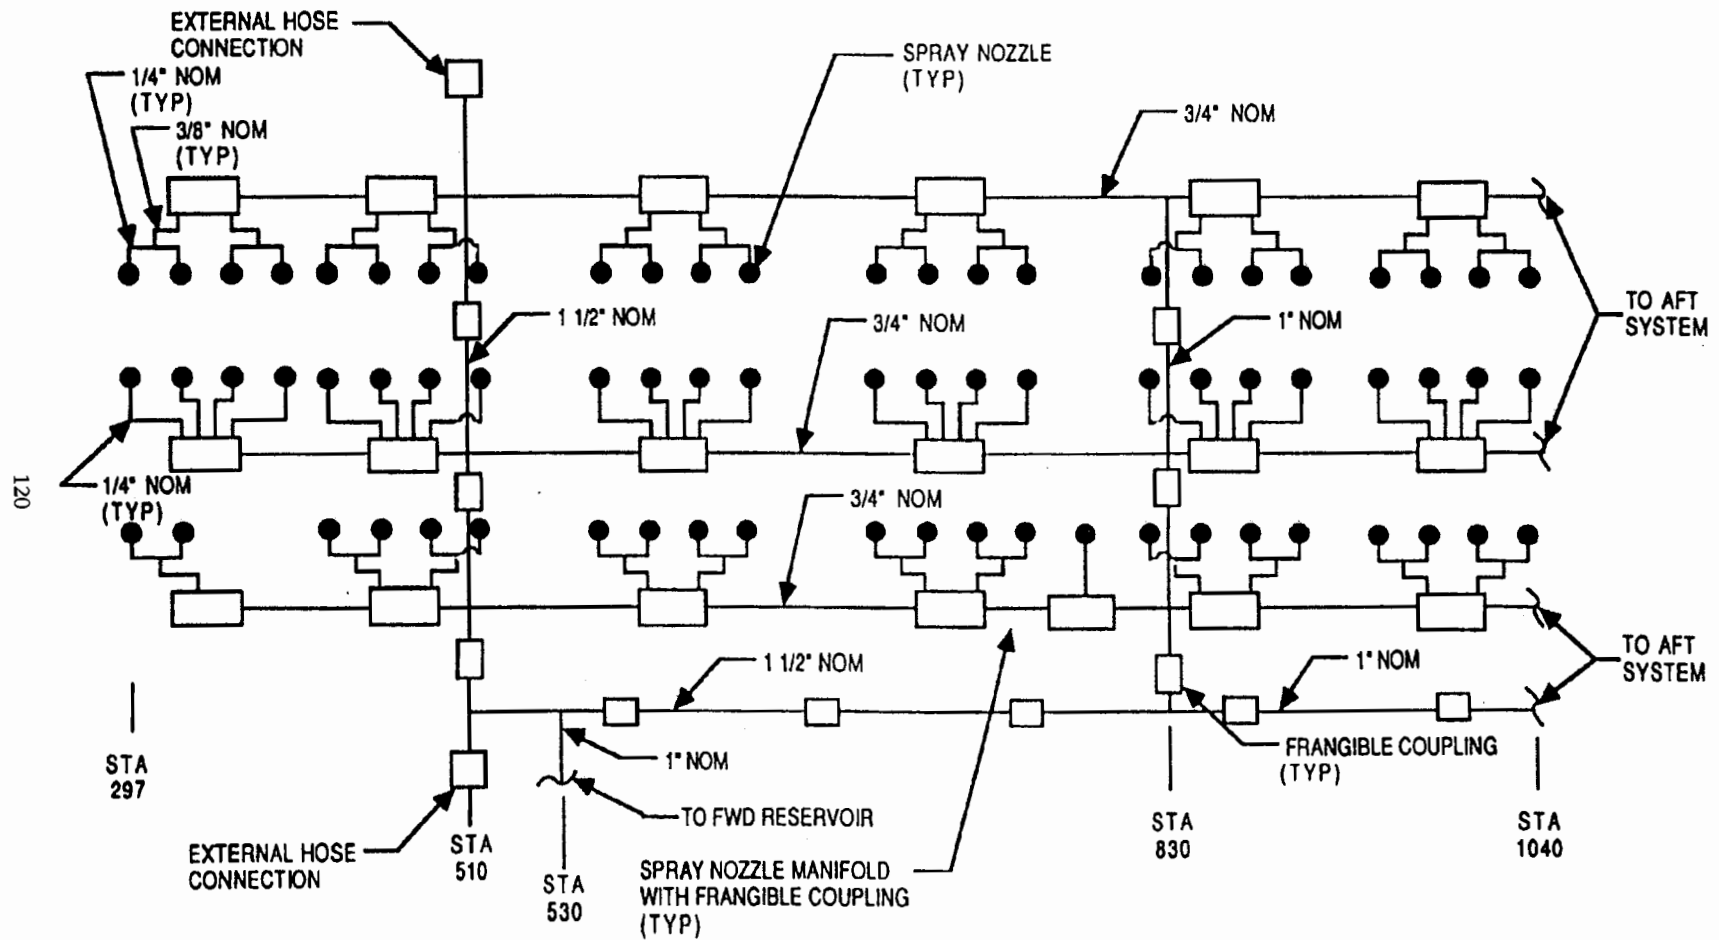 EXTERNAL HOSE
CONNECTION
1/4" NOM
(TYP)
3/8" NOM
(TYP)
SPRAY NOZZLE
(TYP)
3/4" NOM
1 1/2" NOM
3/4" NOM
1" NOM
TO AFT
SYSTEM
120
1/4" NOM
(TYP)
3/4" NOM
1 1/2" NOM
1" NOM
TO AFT
SYSTEM
STA
297
1" NOM
FRANGIBLE COUPLING
(TYP)
TO FWD RESERVOIR
EXTERNAL HOSE
CONNECTION
STA
510
STA
530
SPRAY NOZZLE MANIFOLD
WITH FRANGIBLE COUPLING
(TYP)
STA
830
STA
1040